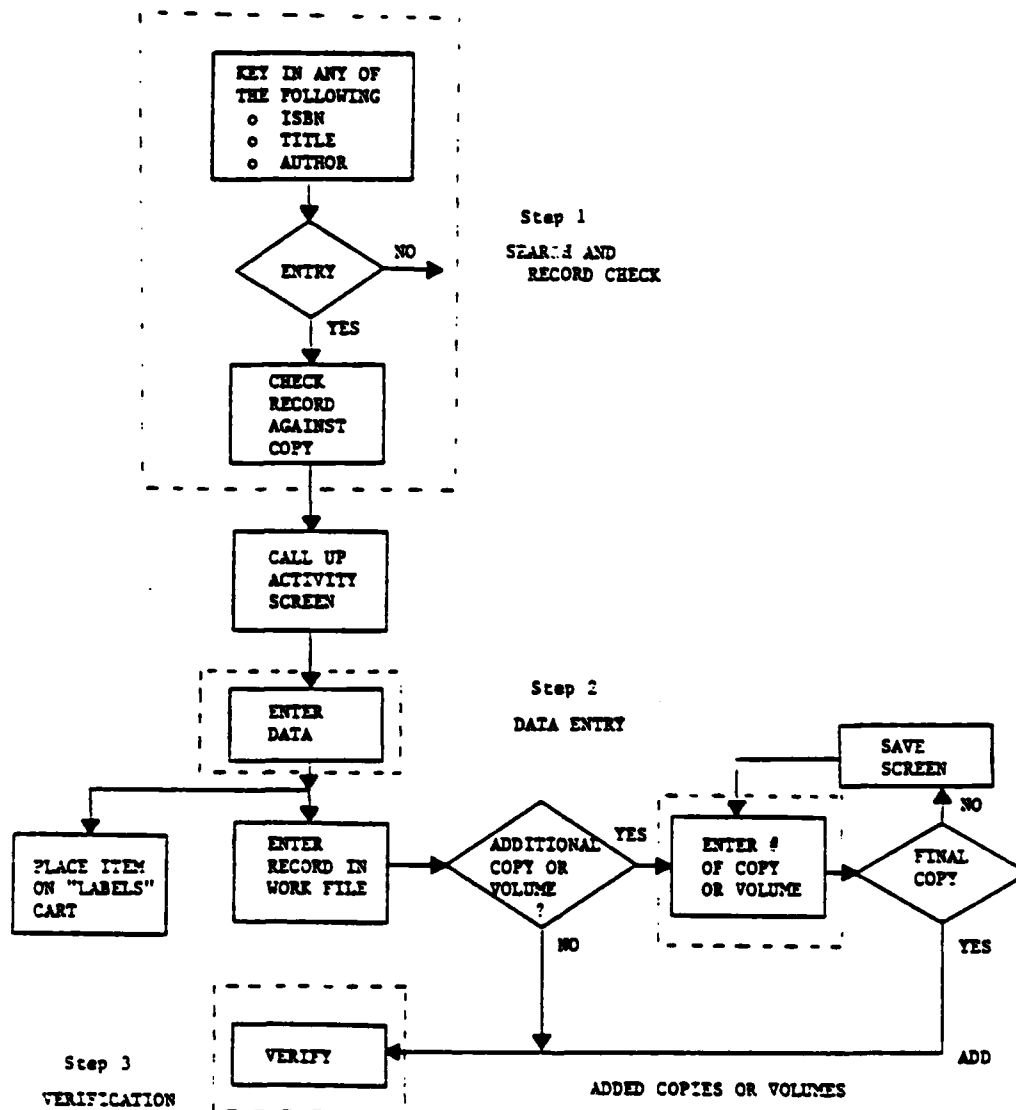 KEY IN ANY OF
THE FOLLOWING
o ISBN
o TITLE
o AUTHOR
Step 1
SEARCH AND
RECORD CHECK
ENTRY
NO
YES
CHECK
RECORD
AGAINST
COPY
CALL UP
ACTIVITY
SCREEN
Step 2
DATA ENTRY
ENTER
DATA
SAVE
SCREEN
NO
PLACE ITEM
ON "LABELS"
CART
ENTER
RECORD IN
WORK FILE
ADDITIONAL
COPY OR
VOLUME
?
YES
ENTER #
OF COPY
OR VOLUME
FINAL
COPY
NO
YES
VERIFY
ADD
Step 3
VERIFICATION
ADDED COPIES OR VOLUMES